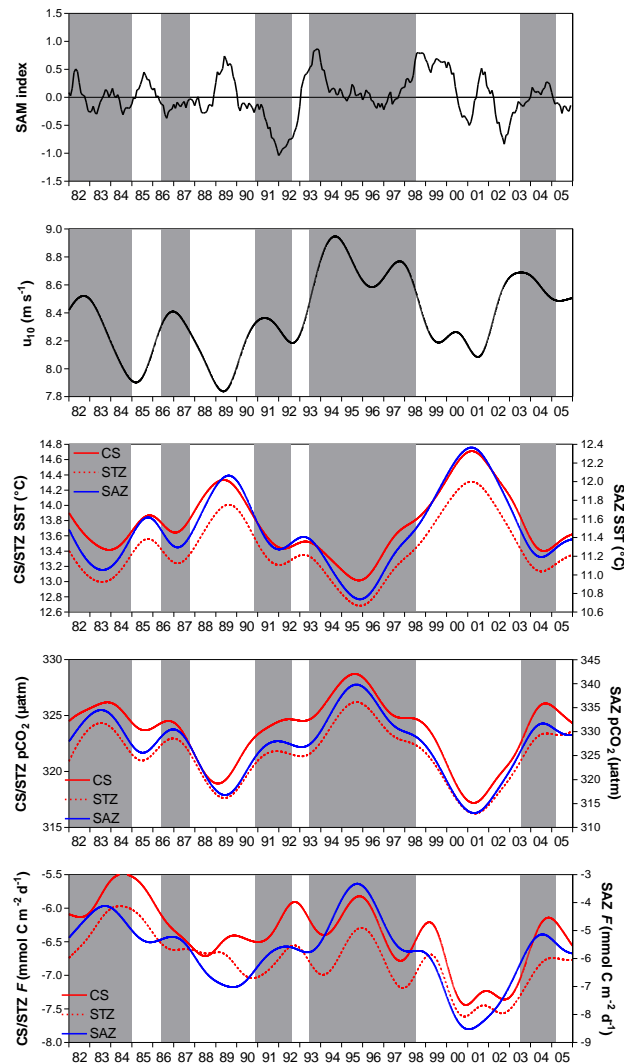 SAM index
1.5
1.0
0.5
0.0
-0.5
-1.0
-1.5
82 83 84 85 86 87 88 89 90 91 92 93 94 95 96 97 98 99 00 01 02 03 04 05
u10 (m s-1)
9.0
8.8
8.6
8.4
8.2
8.0
7.8
82 83 84 85 86 87 88 89 90 91 92 93 94 95 96 97 98 99 00 01 02 03 04 05
CS/STZ SST (°C)
14.8
14.6
14.4
14.2
14.0
13.8
13.6
13.4
13.2
13.0
12.8
12.6
CS
STZ
SAZ
12.4
12.2
12.0
11.8
11.6
11.4
11.2
11.0
10.8
10.6
SAZ SST (°C)
82 83 84 85 86 87 88 89 90 91 92 93 94 95 96 97 98 99 00 01 02 03 04 05
CS/STZ pCO2 (µatm)
330
325
320
315
CS
STZ
SAZ
345
340
335
330
325
320
315
310
SAZ pCO2 (µatm)
82 83 84 85 86 87 88 89 90 91 92 93 94 95 96 97 98 99 00 01 02 03 04 05
CS/STZ F (mmol C m-2 d-1)
-5.5
-6.0
-6.5
-7.0
-7.5
-8.0
CS
STZ
SAZ
-3
-4
-5
-6
-7
-8
-9
SAZ F (mmol C m-2 d-1)
82 83 84 85 86 87 88 89 90 91 92 93 94 95 96 97 98 99 00 01 02 03 04 05